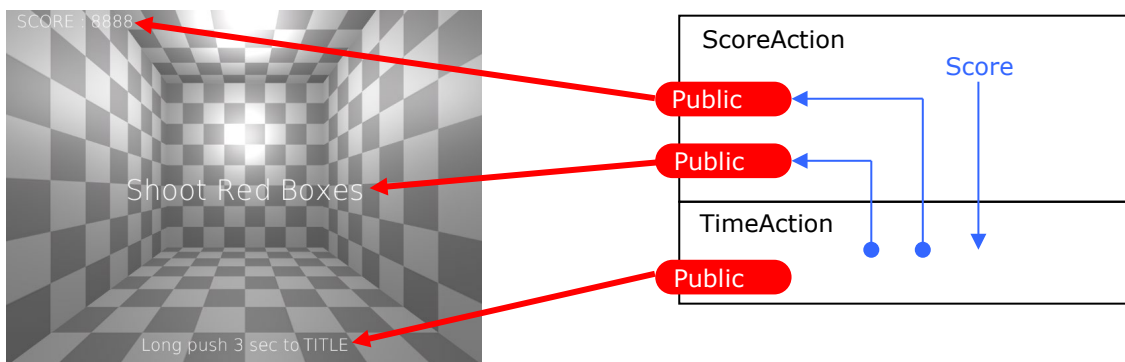 SCORE : 8888
Shoot Red Boxes
Long push 3 sec to TITLE
ScoreAction
Score
Public
Public
TimeAction
Public